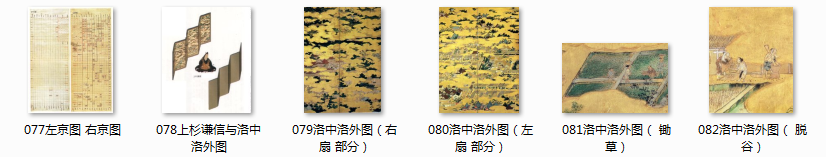 077左京图 右京图
078上杉谦信与洛中
洛外图
079洛中洛外图（右
扇 部分）
080洛中洛外图（左
扇 部分）
081洛中洛外图（ 锄
草）
082洛中洛外图（ 脱
谷）